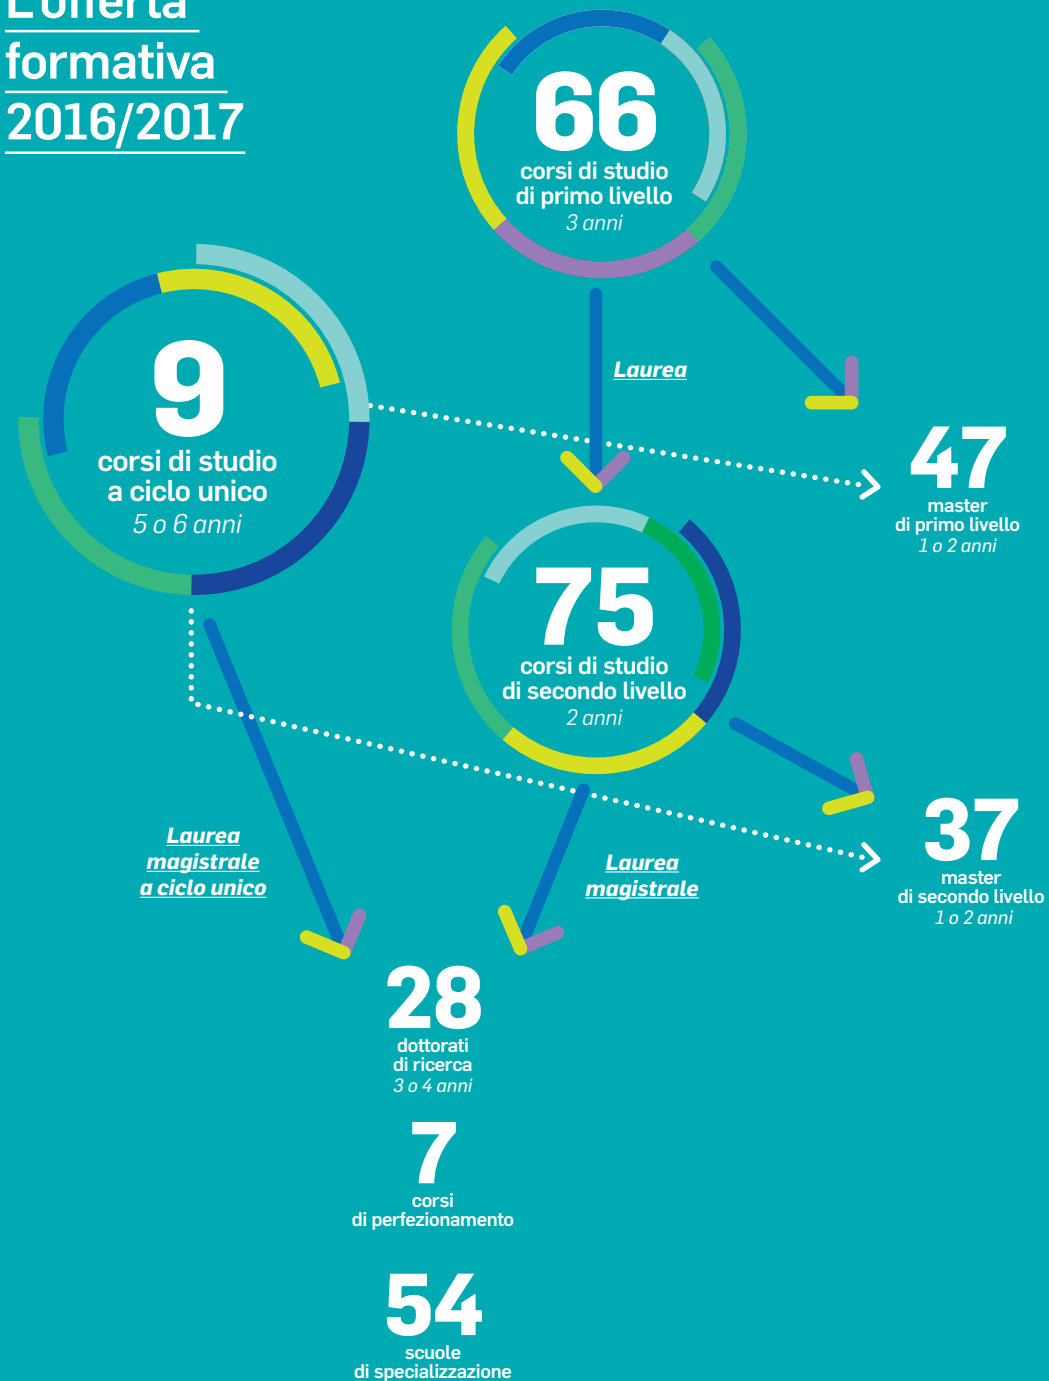 L'offerta
formativa
2016/2017
66
corsi di studio
di primo livello
3 anni
9
corsi di studio
a ciclo unico
5 o 6 anni
Laurea
47
master
di primo livello
1 o 2 anni
75
corsi di studio
di secondo livello
2 anni
Laurea
magistrale
a ciclo unico
Laurea
magistrale
37
master
di secondo livello
1 o 2 anni
28
dottorati
di ricerca
3 o 4 anni
7
corsi
di perfezionamento
54
scuole
di specializzazione